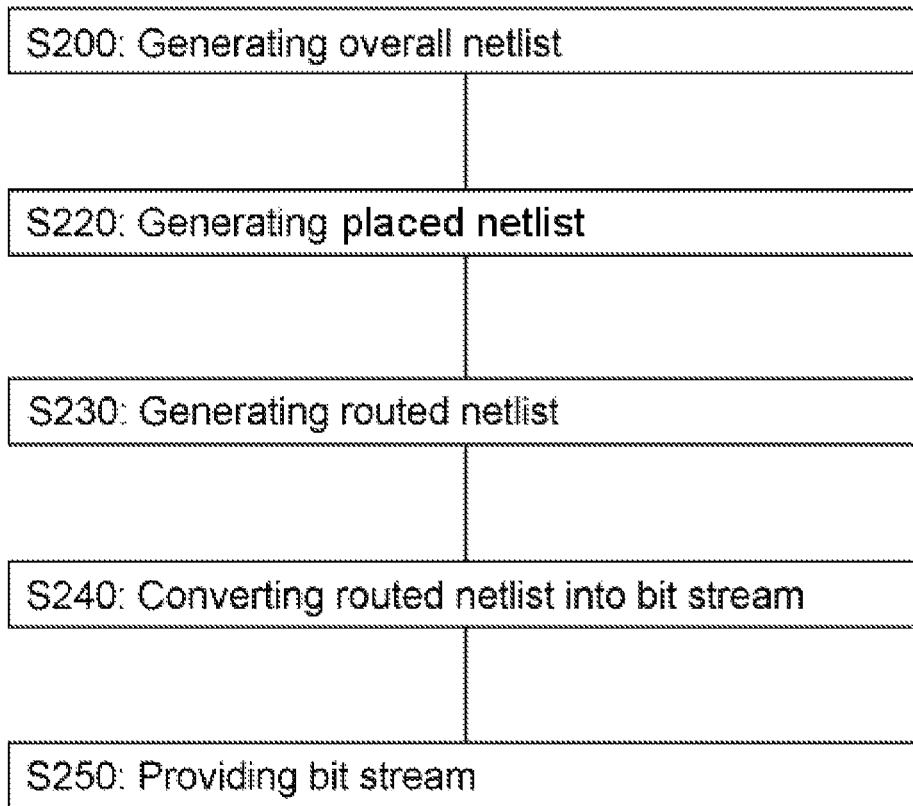 S200: Generating overall netlist
S220: Generating placed netlist
S230: Generating routed netlist
S240: Converting routed netlist into bit stream
S250: Providing bit stream